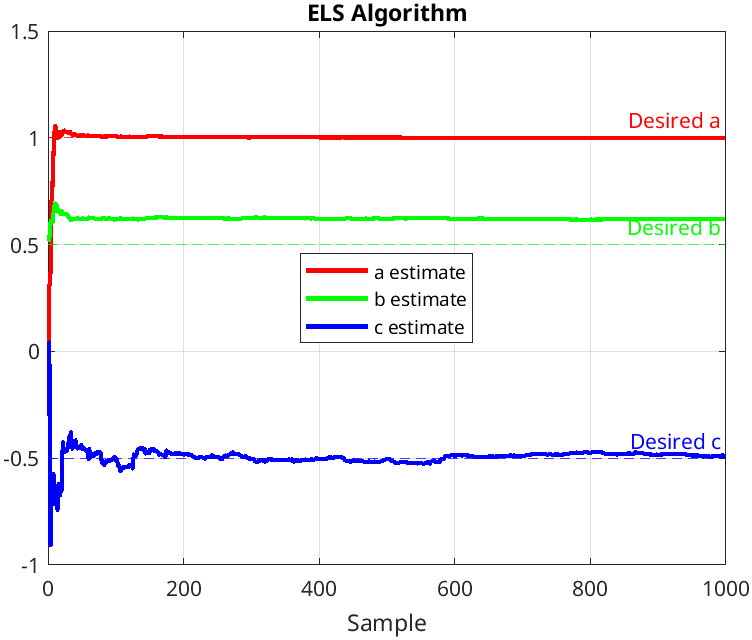 ELS Algorithm
1.5
1
0.5
0
-0.5
-1
Desired a
Desired b
a estimate
b estimate
c estimate
Desired c
0
200
400
600
800
1000
Sample